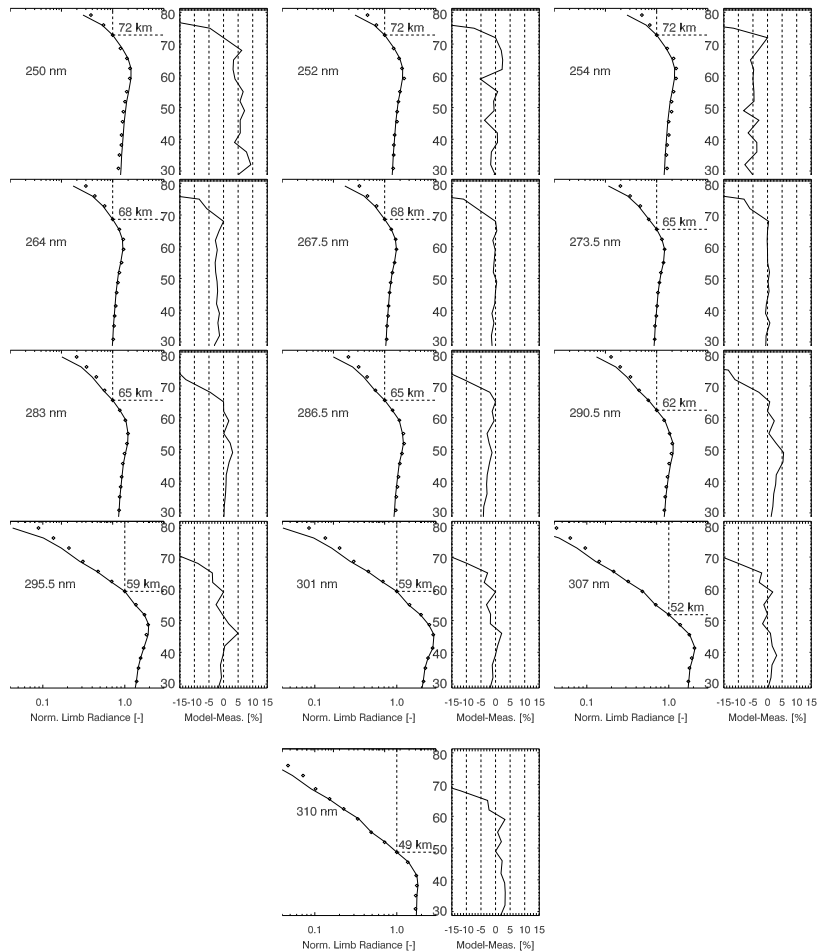 80 80 80
72 km 72 km 72 km
70 70 70
250 nm 60 252 nm 60 254 nm 60
50 50 50
40 40 40
30 30 30
80 80 80
68 km 70 68 km 70 65 km 70
264 nm 60 267.5 nm 60 273.5 nm 60
50 50 50
40 40 40
30 30 30
80 80 80
65 km 70 65 km 70 62 km 70
283 nm 60 286.5 nm 60 290.5 nm 60
50 50 50
40 40 40
30 30 30
80 80 80
70 70 70
295.5 nm 59 km 60 301 nm 59 km 60 307 nm 60
52 km
50 50 50
40 40 40
30 30 30
0.1 1.0 -15-10 -5 0 5 10 15 0.1 1.0 -15-10 -5 0 5 10 15 0.1 1.0 -15-10 -5 0 5 10 15
Norm. Limb Radiance [-] Model-Meas. [%] Norm. Limb Radiance [-] Model-Meas. [%] Norm. Limb Radiance [-] Model-Meas. [%]
80
70
310 nm 60
49 km 50
40
30
0.1 1.0 -15-10 -5 0 5 10 15
Norm. Limb Radiance [-] Model-Meas. [%]